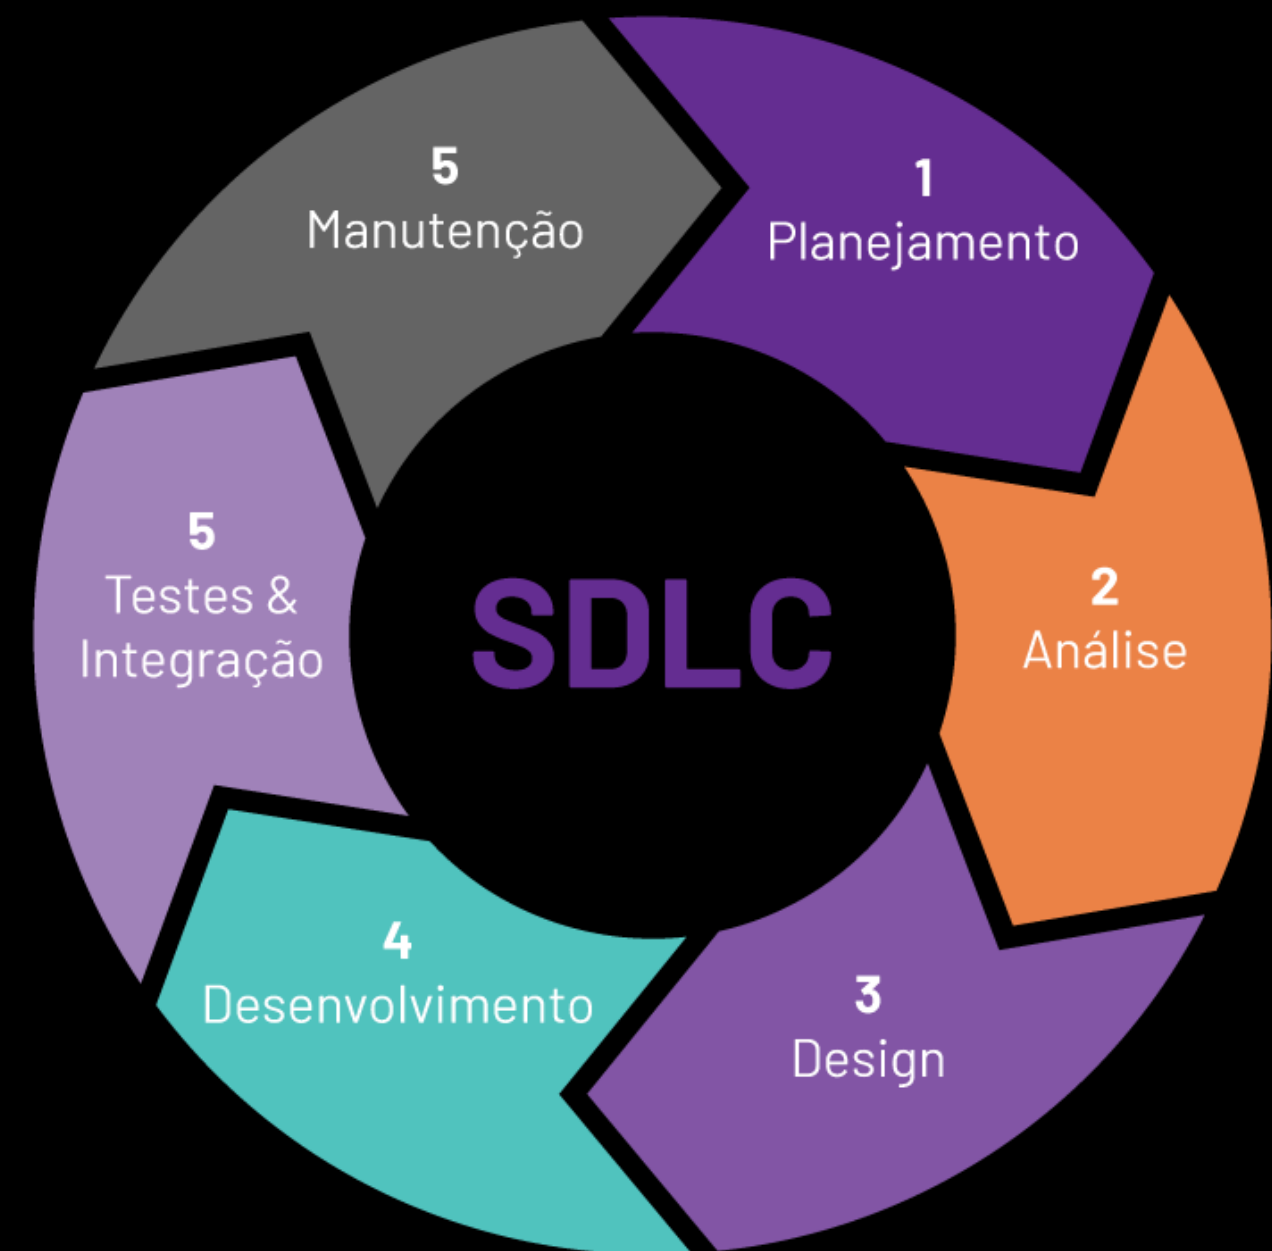 1
Planejamento
2
Análise
3
Design
4
Desenvolvimento
5
Testes &
Integração
5
Manutenção
SDLC